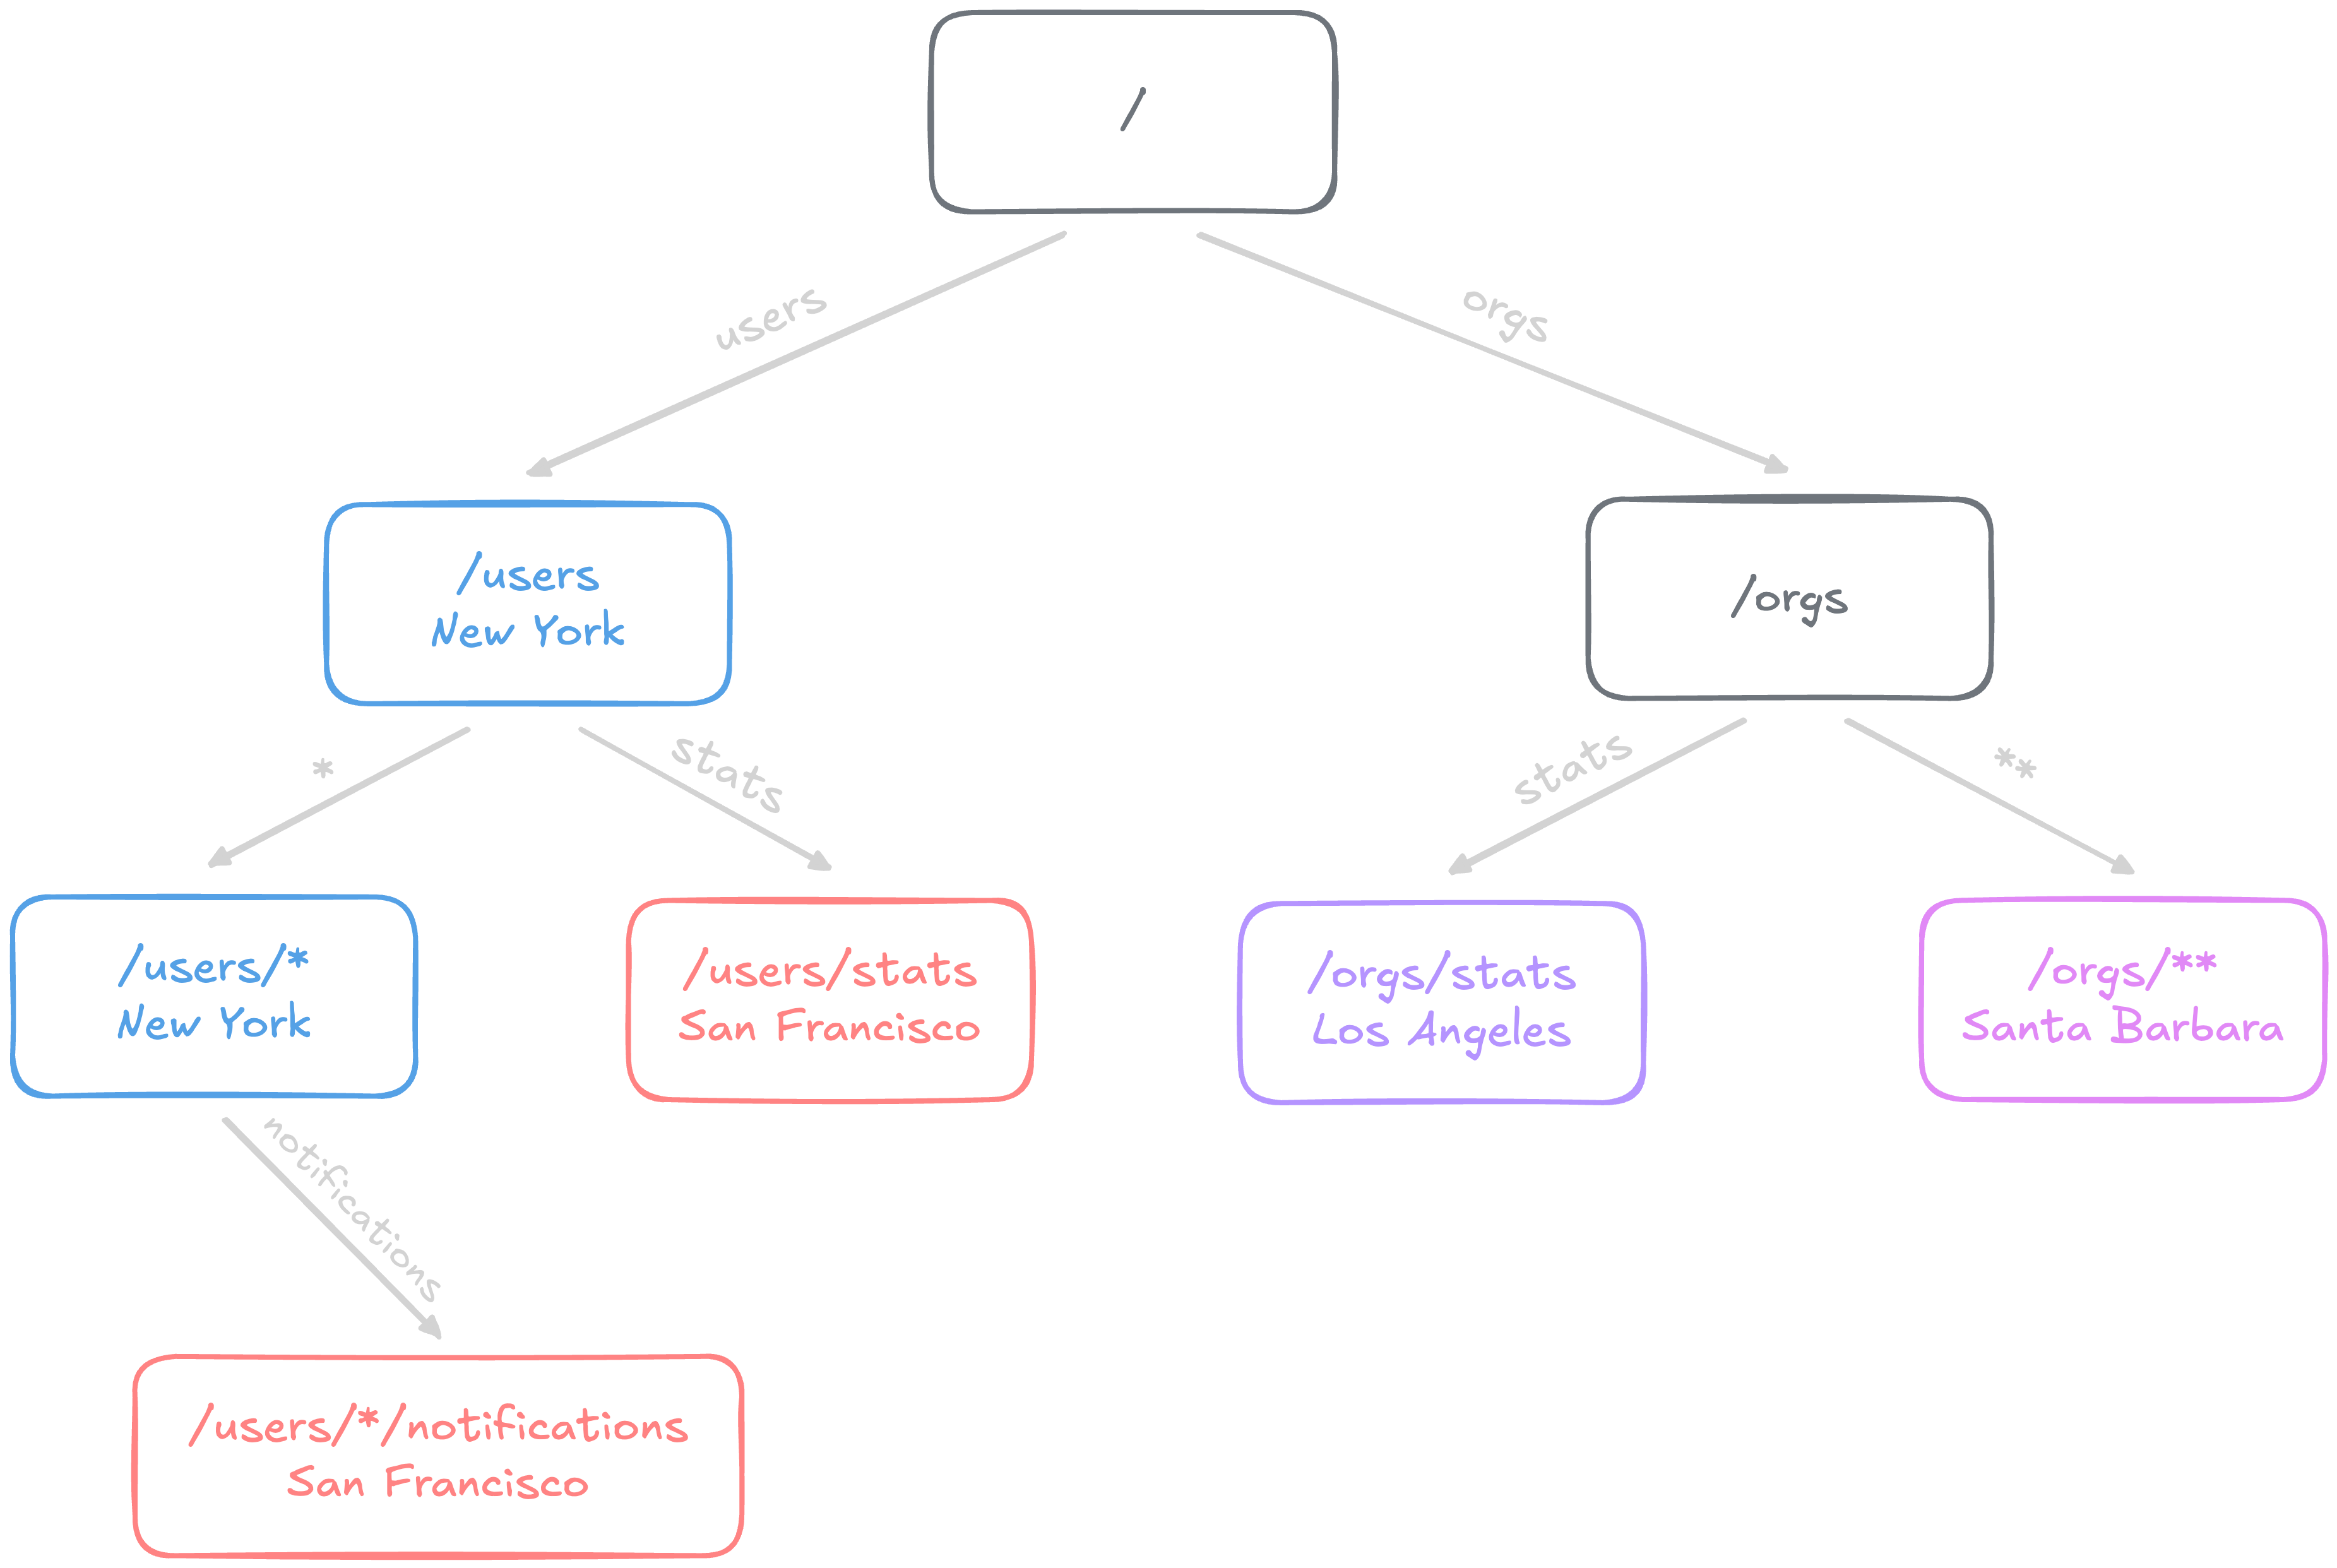 /
users
orgs
/users
New York
/orgs
*
stats
stats
**
/users/*
New York
/users/stats
San Francisco
/orgs/stats
Los Angeles
/orgs/**
Santa Barbara
notifications
/users/*/notifications
San Francisco